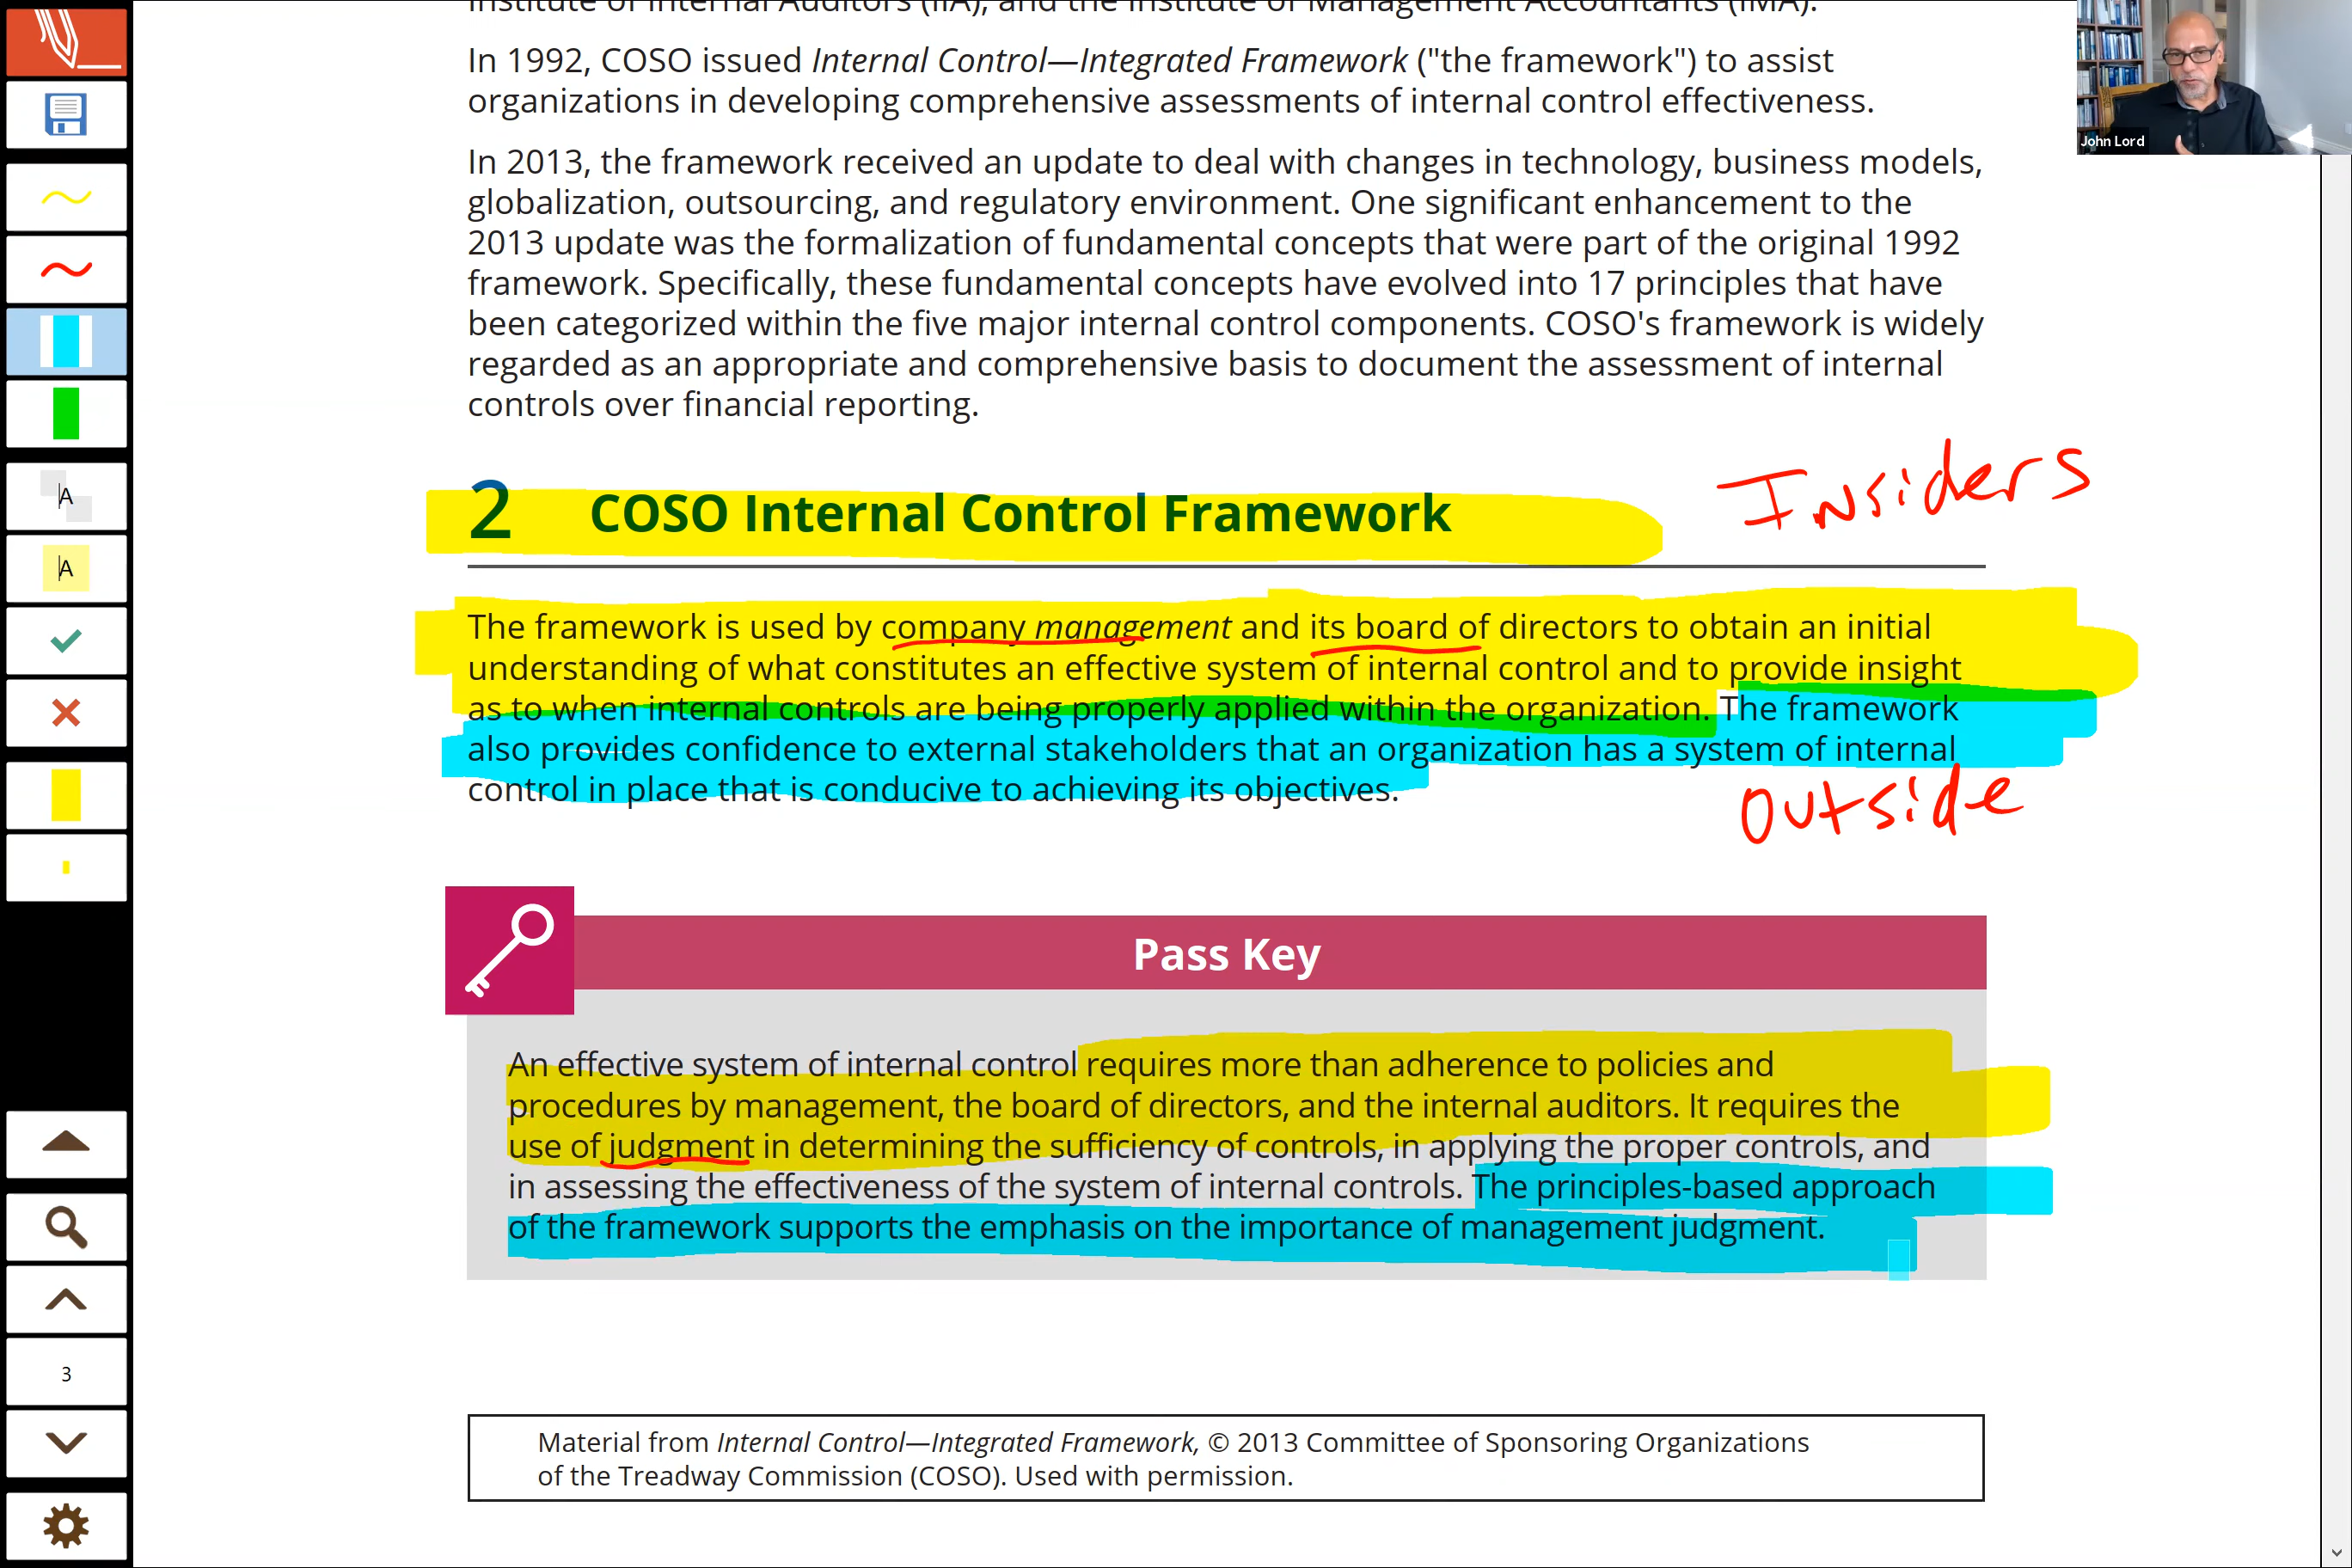 Institute of Internal Auditors (IIA), and the Institute of Management Accountants (IMA).
In 1992, COSO issued Internal Control—Integrated Framework ("the framework") to assist
organizations in developing comprehensive assessments of internal control effectiveness.
In 2013, the framework received an update to deal with changes in technology, business models,
globalization, outsourcing, and regulatory environment. One significant enhancement to the
2013 update was the formalization of fundamental concepts that were part of the original 1992
framework. Specifically, these fundamental concepts have evolved into 17 principles that have
been categorized within the five major internal control components. COSO's framework is widely
regarded as an appropriate and comprehensive basis to document the assessment of internal
controls over financial reporting.
John Lord
2 COSO Internal Control Framework
Insiders
The framework is used by company management and its board of directors to obtain an initial
understanding of what constitutes an effective system of internal control and to provide insight
as to when internal controls are being properly applied within the organization. The framework
also provides confidence to external stakeholders that an organization has a system of internal
control in place that is conducive to achieving its objectives.
outside
Pass Key
An effective system of internal control requires more than adherence to policies and
procedures by management, the board of directors, and the internal auditors. It requires the
use of judgment in determining the sufficiency of controls, in applying the proper controls, and
in assessing the effectiveness of the system of internal controls. The principles-based approach
of the framework supports the emphasis on the importance of management judgment.
Material from Internal Control—Integrated Framework, © 2013 Committee of Sponsoring Organizations
of the Treadway Commission (COSO). Used with permission.
A
A
3